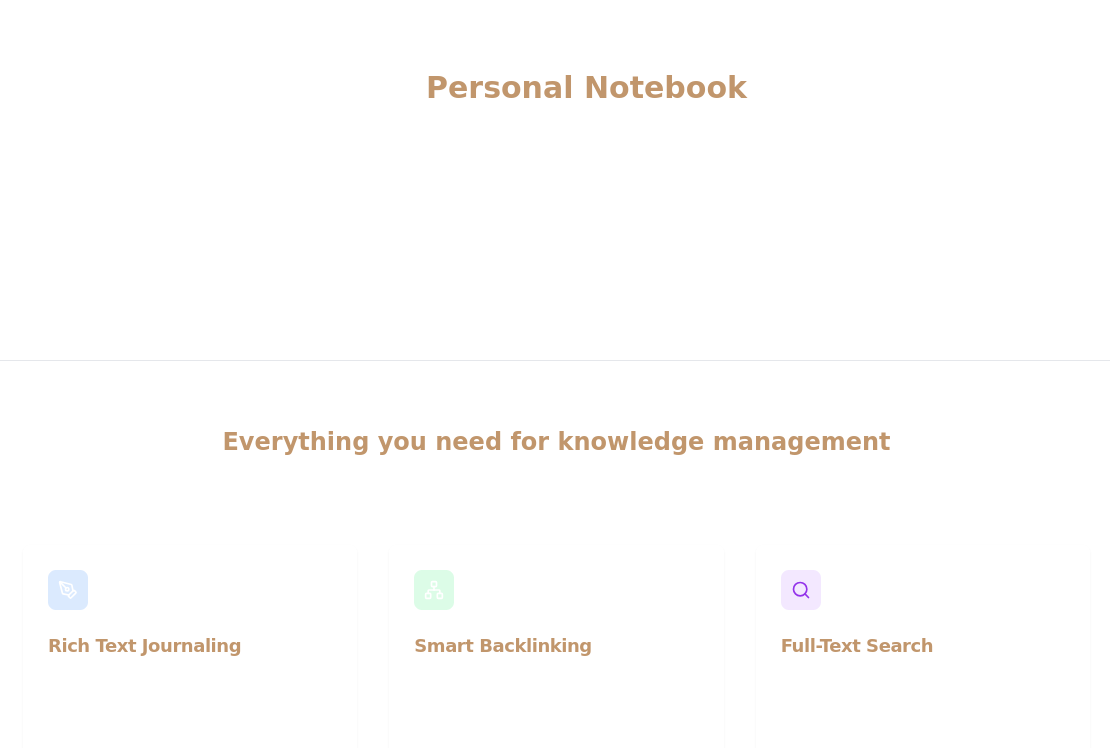 Personal Notebook
Everything you need for knowledge management
Rich Text Journaling
Smart Backlinking
Full-Text Search